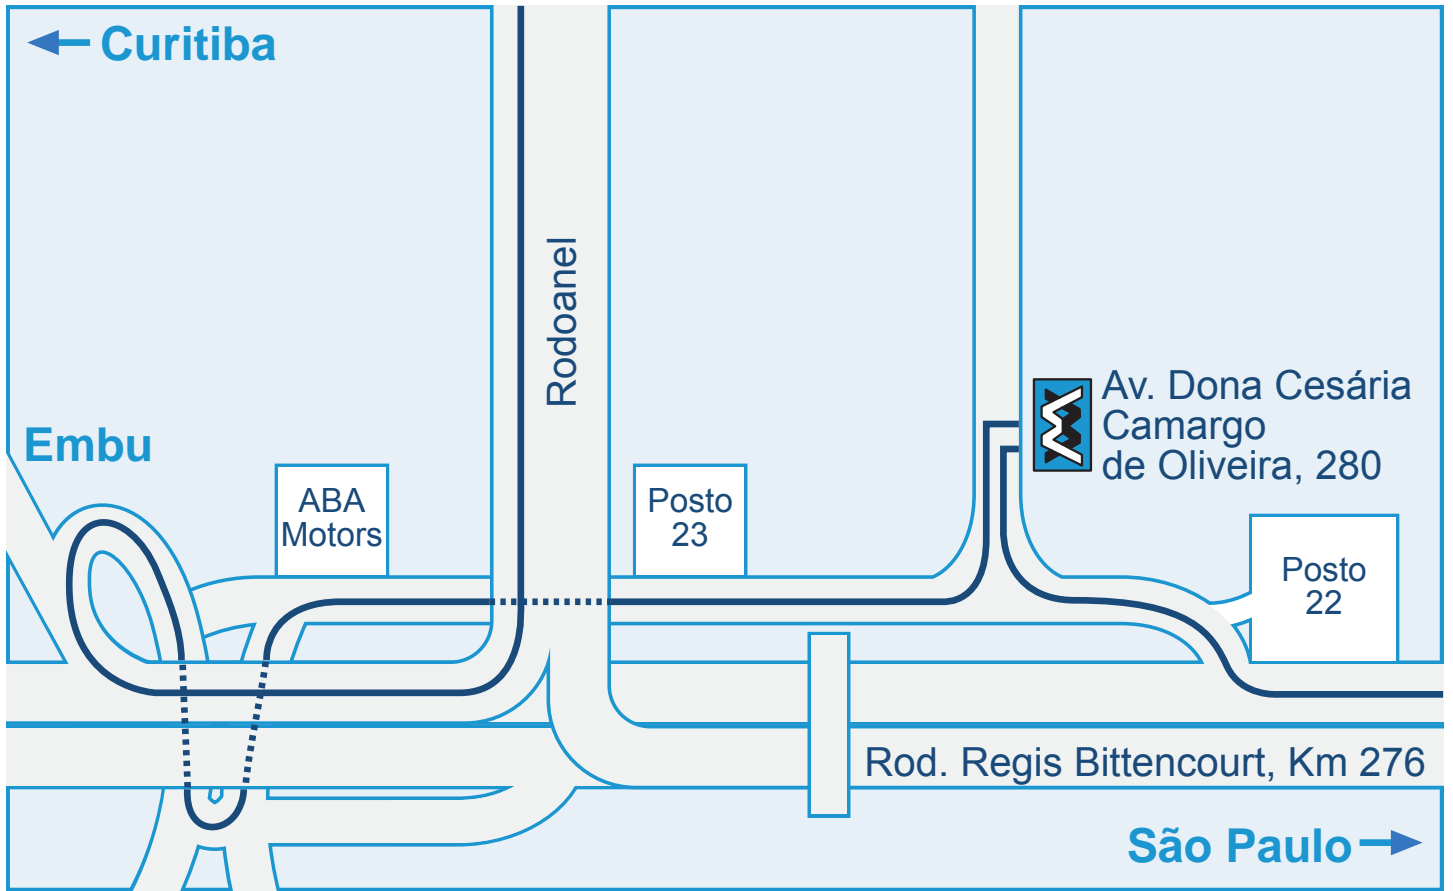 Curitiba
Rodoanel
Av. Dona Cesária
Camargo
de Oliveira, 280
Embu
ABA
Motors
Posto
23
Posto
22
Rod. Regis Bittencourt, Km 276
São Paulo